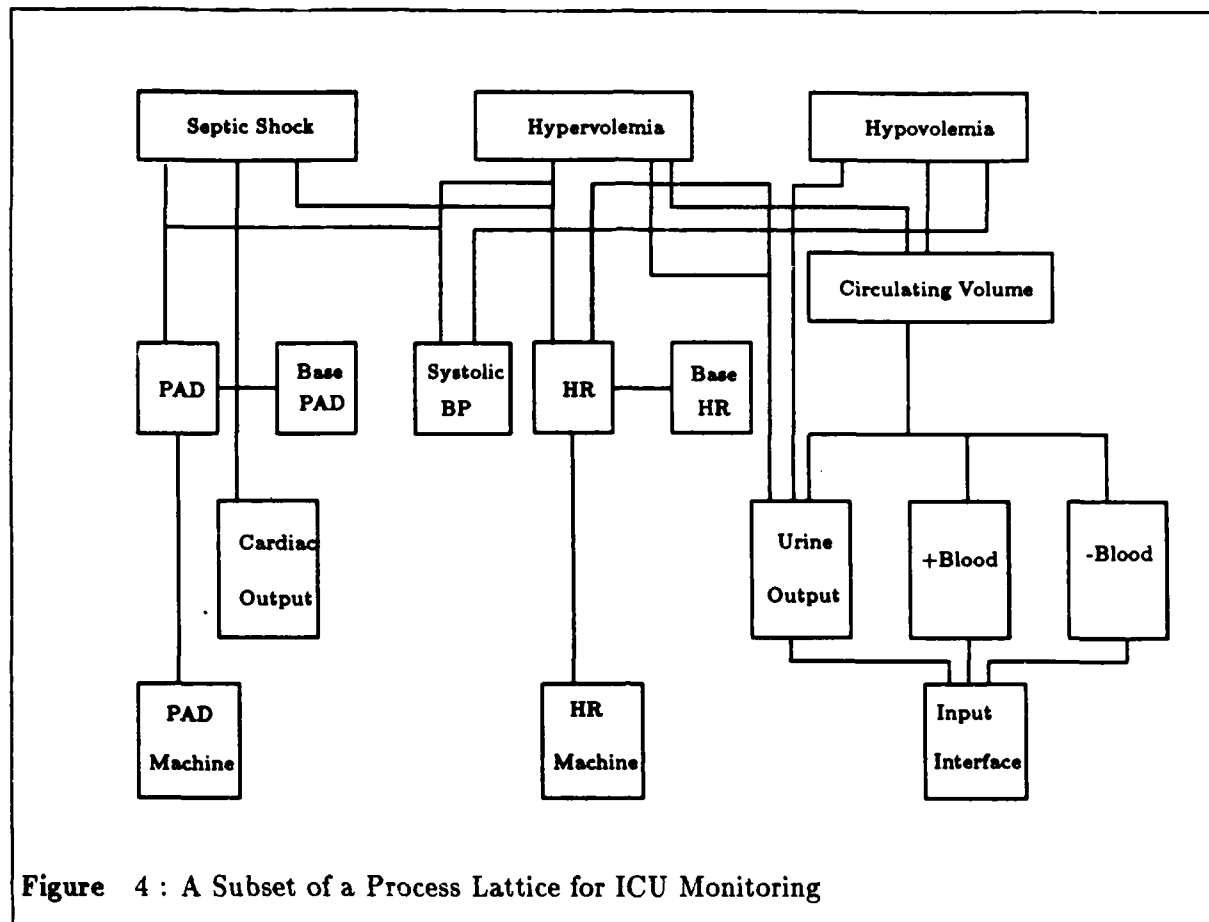 Septic Shock
Hypervolemia
Hypovolemia
Circulating Volume
PAD
Base
PAD
Systolic
BP
HR
Base
HR
Cardiac
Output
Urine
Output
+Blood
-Blood
PAD
Machine
HR
Machine
Input
Interface
Figure 4 : A Subset of a Process Lattice for ICU Monitoring